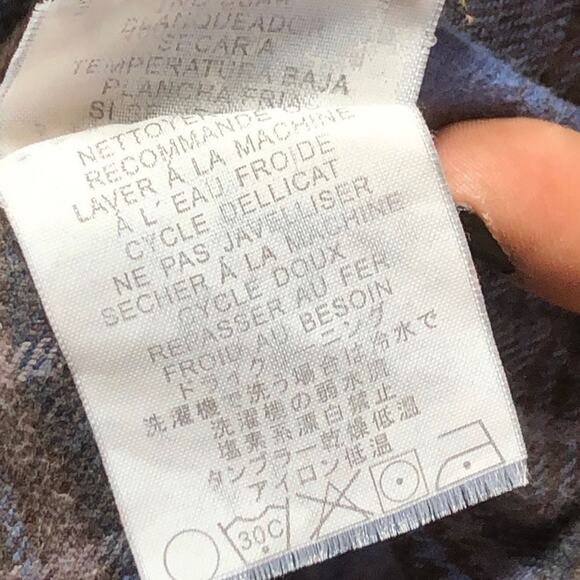 BLANQUEADOR
SECAR A
TEMPERATURA BAJA
PLANCHA FRIO
SI
NETTOYER
RECOMMANDE
LAVER À LA MACHINE
À L' EAU FROIDE
CYCLE DELLICAT
NE PAS JAVELLISER
SECHER À LA MACHINE
CYCLE DOUX
REPASSER AU FER
FROID AU BESOIN
ドライクリーニング
洗濯機で洗う場合は冷水で
洗濯機の弱水流
塩素系漂白禁止
タンブラー乾燥低温
アイロン低温
30C